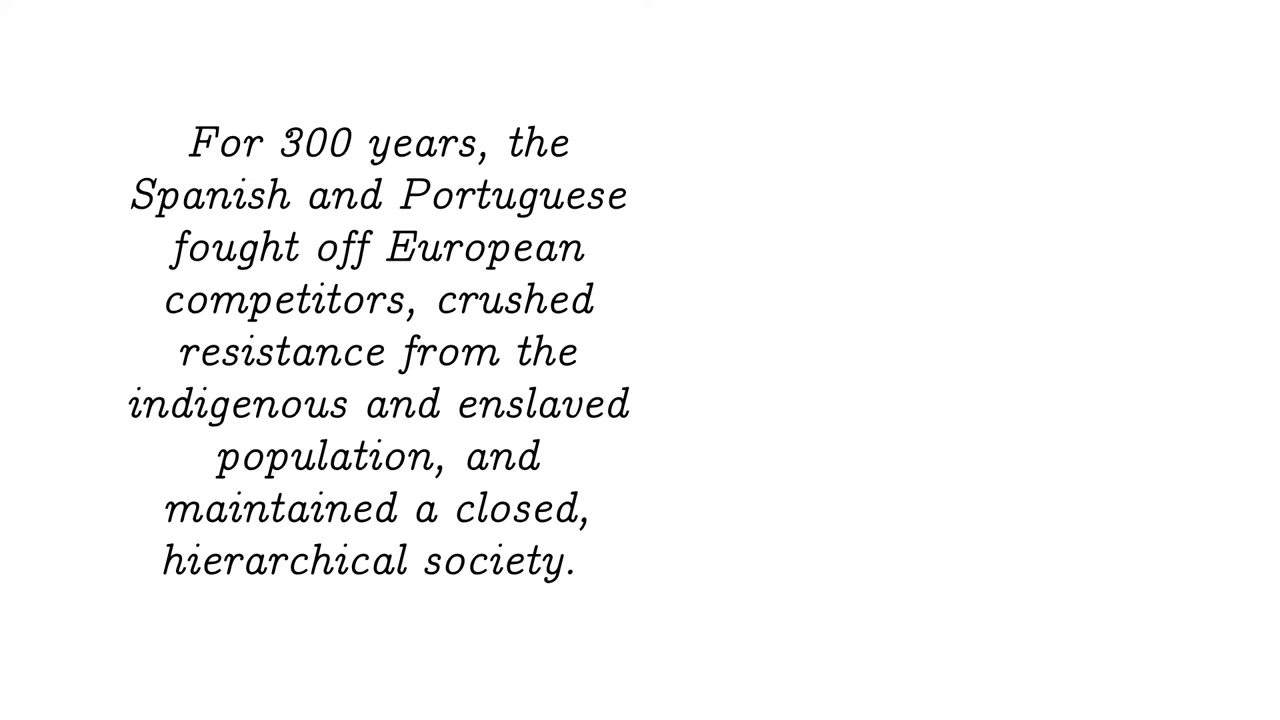 For 300 years, the
Spanish and Portuguese
fought off European
competitors, crushed
resistance from the
indigenous and enslaved
population, and
maintained a closed,
hierarchical society.